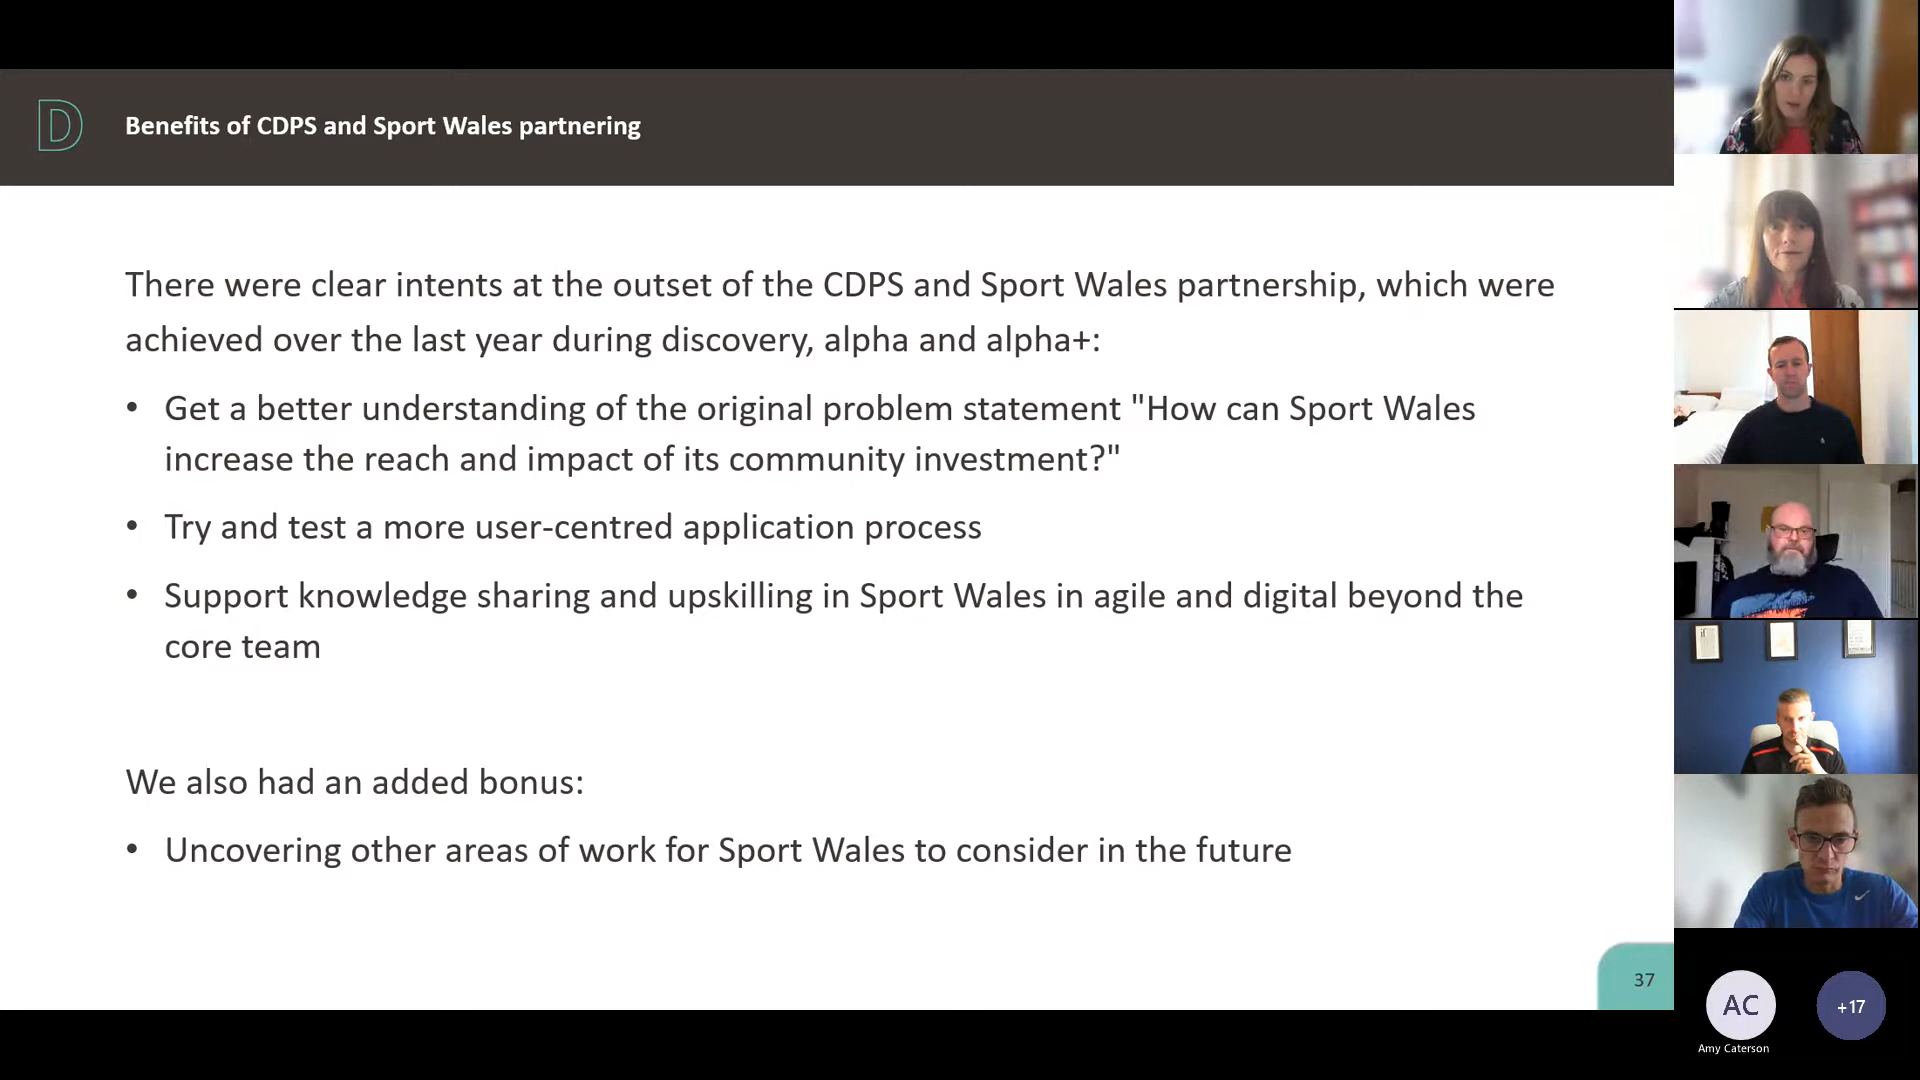 D
Benefits of CDPS and Sport Wales partnering
There were clear intents at the outset of the CDPS and Sport Wales partnership, which were
achieved over the last year during discovery, alpha and alpha+:
• Get a better understanding of the original problem statement "How can Sport Wales
increase the reach and impact of its community investment?"
• Try and test a more user-centred application process
• Support knowledge sharing and upskilling in Sport Wales in agile and digital beyond the
core team
We also had an added bonus:
• Uncovering other areas of work for Sport Wales to consider in the future
37
if
AC
+17
Amy Caterson